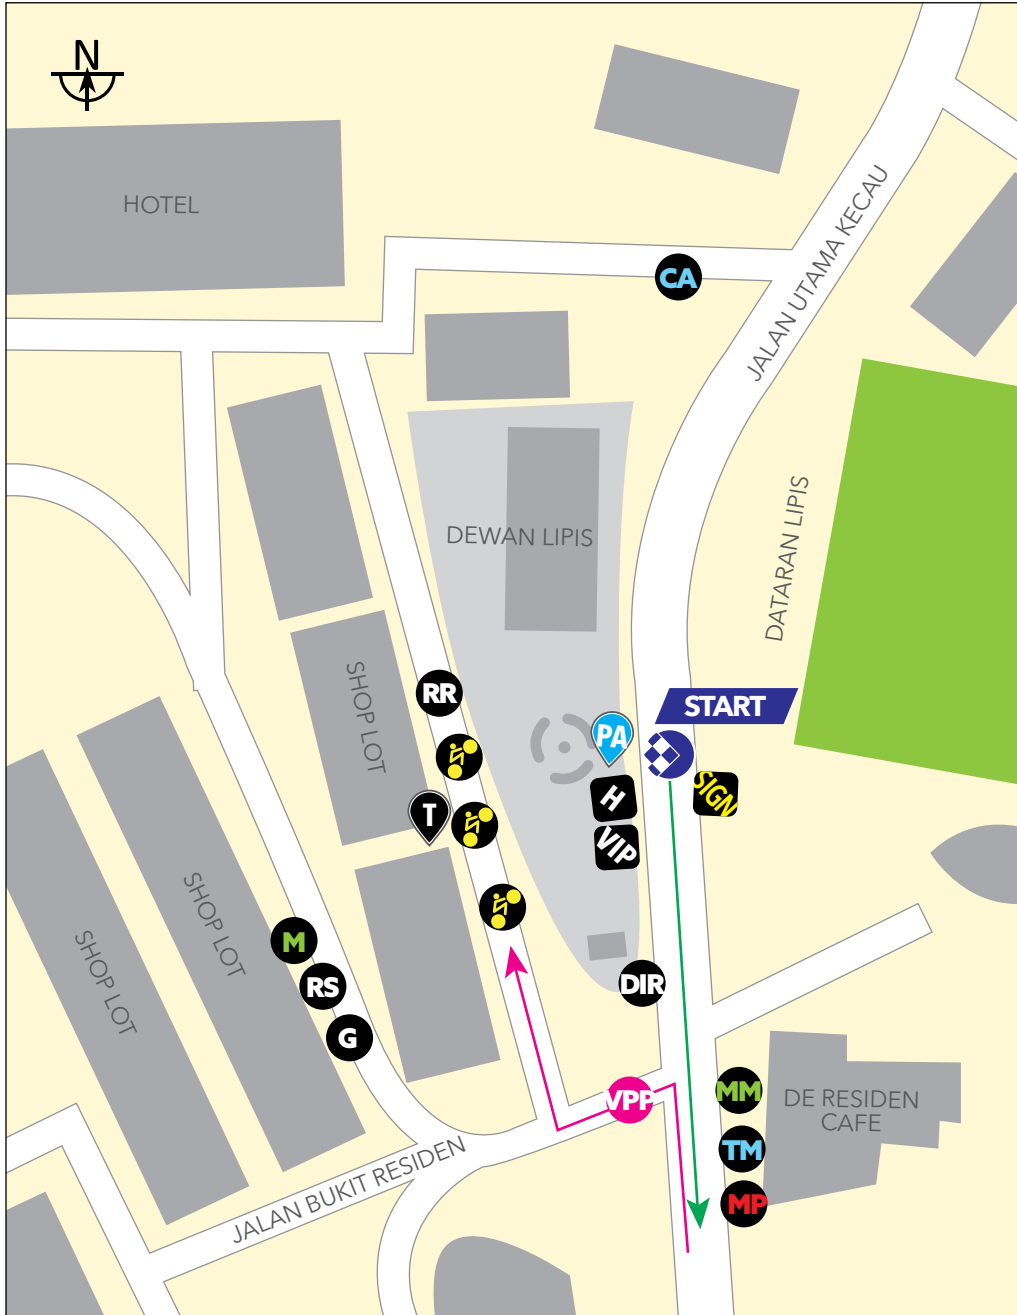 N
HOTEL
CA
JALAN UTAMA KECAU
DEWAN LIPIS
DATARAN LIPIS
SHOP LOT
RR
START
PA
H
SIGN
VIP
T
SHOP LOT
SHOP LOT
M
RS
G
DIR
VPP
MM
DE RESIDEN
CAFE
TM
MP
JALAN BUKIT RESIDEN